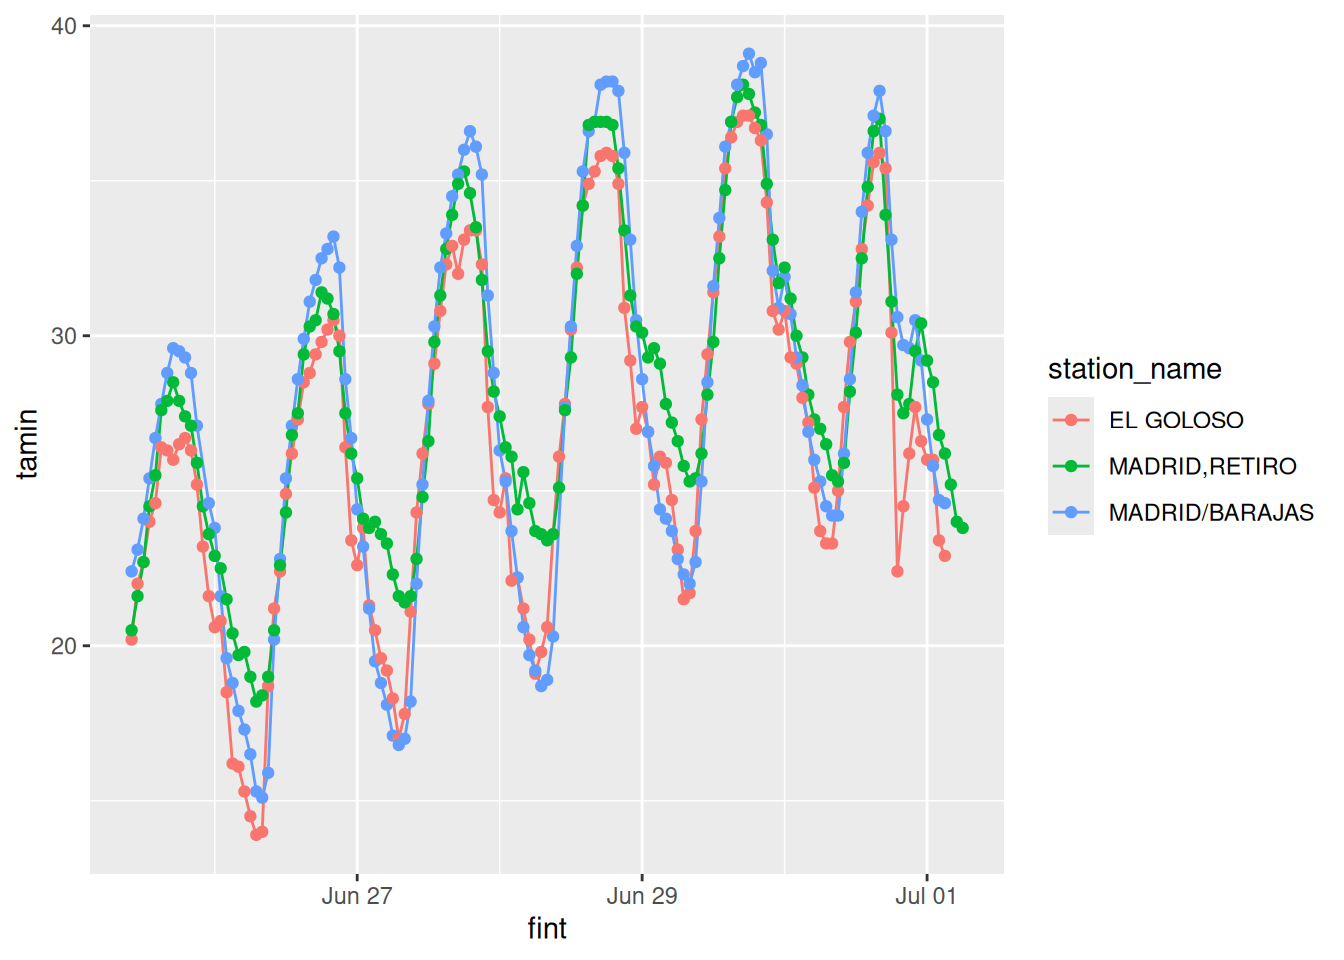 40
30
20
tamin
Jun 27
Jun 29
Jul 01
fint
station_name
EL GOLOSO
MADRID,RETIRO
MADRID/BARAJAS